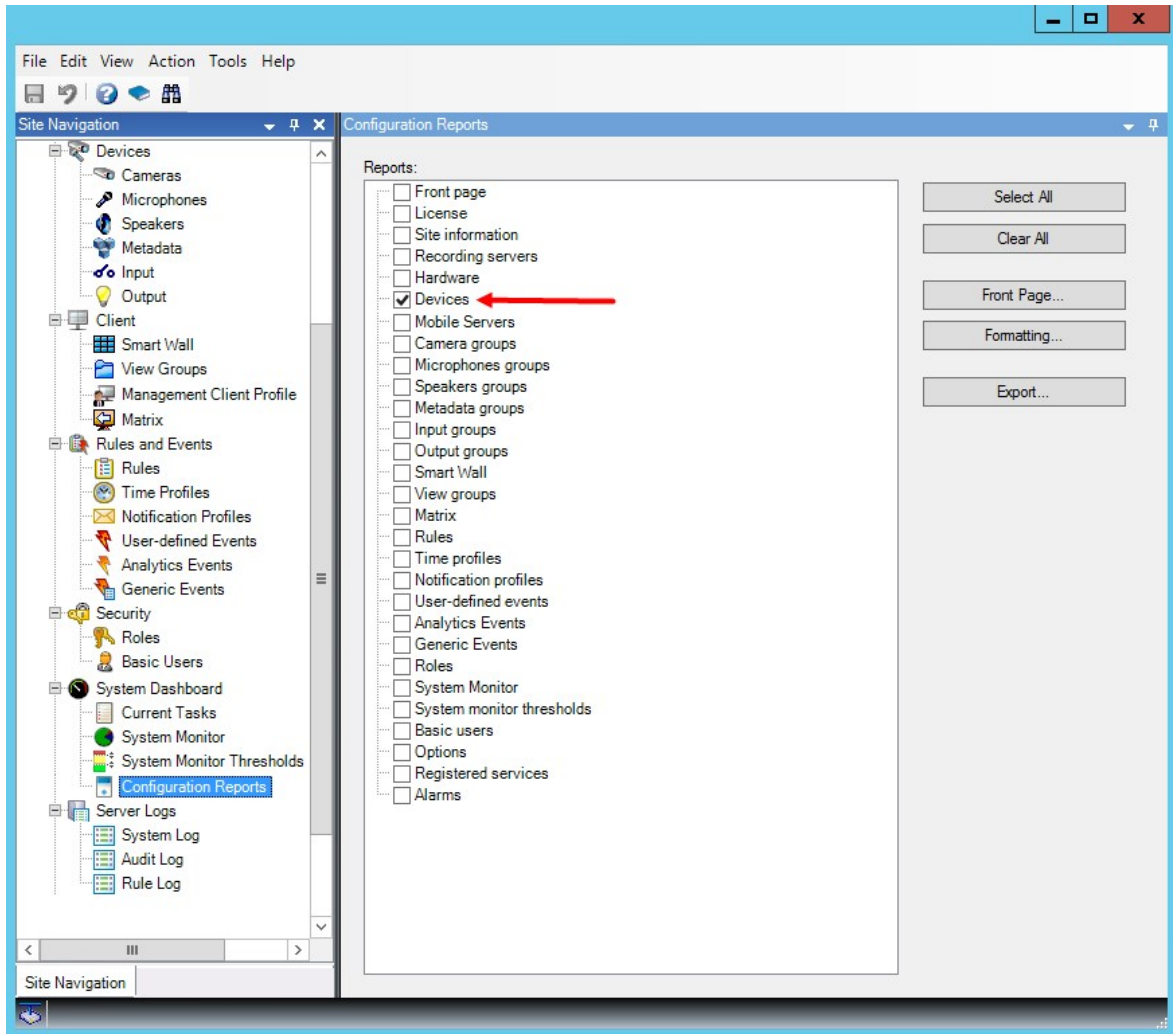 x
File Edit View Action Tools Help
Site Navigation
Devices
Cameras
Microphones
Speakers
Metadata
Input
Output
Client
Smart Wall
View Groups
Management Client Profile
Matrix
Rules and Events
Rules
Time Profiles
Notification Profiles
User-defined Events
Analytics Events
Generic Events
Security
Roles
Basic Users
System Dashboard
Current Tasks
System Monitor
System Monitor Thresholds
Configuration Reports
Server Logs
System Log
Audit Log
Rule Log
Site Navigation
Configuration Reports
Reports:
Front page
License
Site information
Recording servers
Hardware
Devices
Mobile Servers
Camera groups
Microphones groups
Speakers groups
Metadata groups
Input groups
Output groups
Smart Wall
View groups
Matrix
Rules
Time profiles
Notification profiles
User-defined events
Analytics Events
Generic Events
Roles
System Monitor
System monitor thresholds
Basic users
Options
Registered services
Alarms
Select All
Clear All
Front Page...
Formatting...
Export...